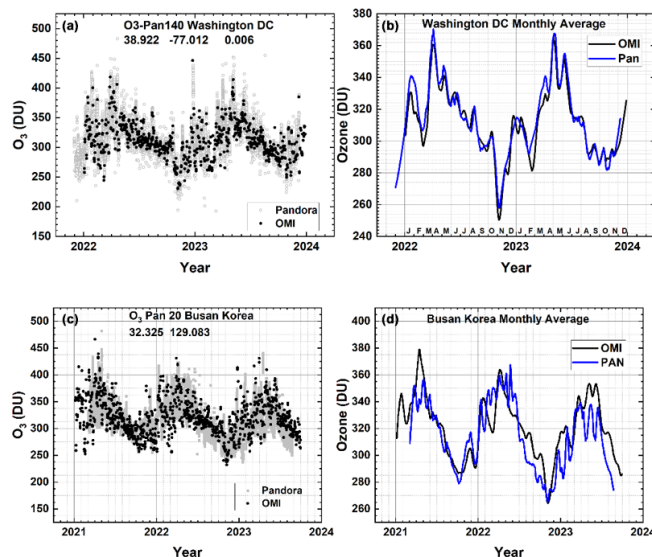 (a) O3-Pan140 Washington DC
38.922 -77.012 0.006
O₃ (DU)
500
450
400
350
300
250
200
150
Pandora
OMI
2022 2023 2024
Year
(b) Washington DC Monthly Average
OMI
Pan
Ozone (DU)
380
360
340
320
300
280
260
240
J F M A M J J A S O N D J F M A M J J A S O N D
2022 2023 2024
Year
(c) O₃ Pan 20 Busan Korea
32.325 129.083
O₃ (DU)
500
450
400
350
300
250
200
150
Pandora
OMI
2021 2022 2023 2024
Year
(d) Busan Korea Monthly Average
OMI
PAN
Ozone (DU)
400
380
360
340
320
300
280
260
2021 2022 2023 2024
Year